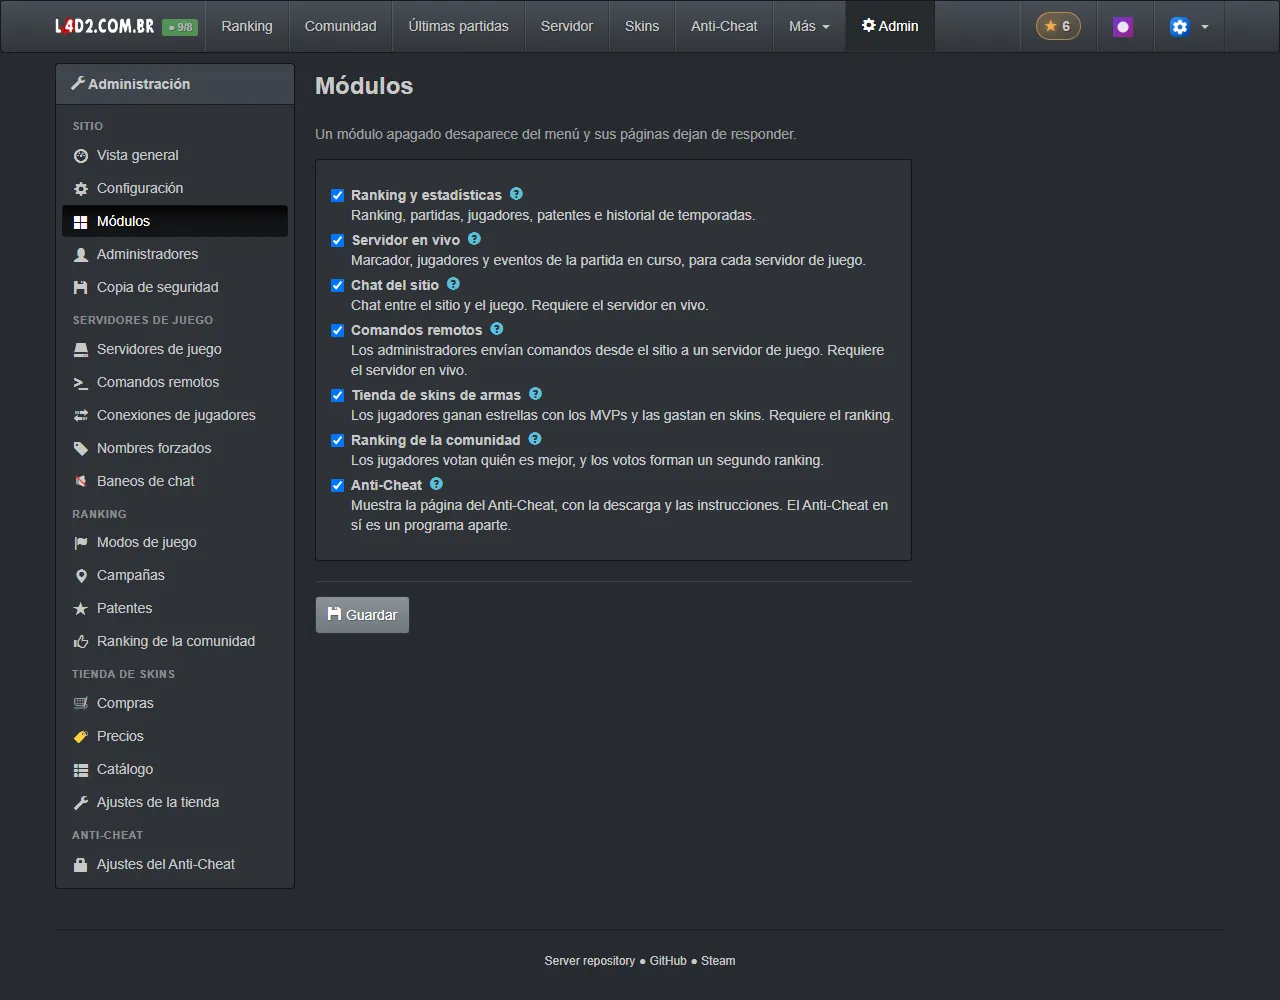 L4D2.COM.BR 9/8 Ranking Comunidad Últimas partidas Servidor Skins Anti-Cheat Más Admin 6
Administración
SITIO
Vista general
Configuración
Módulos
Administradores
Copia de seguridad
SERVIDORES DE JUEGO
Servidores de juego
Comandos remotos
Conexiones de jugadores
Nombres forzados
Baneos de chat
RANKING
Modos de juego
Campañas
Patentes
Ranking de la comunidad
TIENDA DE SKINS
Compras
Precios
Catálogo
Ajustes de la tienda
ANTI-CHEAT
Ajustes del Anti-Cheat
Módulos
Un módulo apagado desaparece del menú y sus páginas dejan de responder.
Ranking y estadísticas ?
Ranking, partidas, jugadores, patentes e historial de temporadas.
Servidor en vivo ?
Marcador, jugadores y eventos de la partida en curso, para cada servidor de juego.
Chat del sitio ?
Chat entre el sitio y el juego. Requiere el servidor en vivo.
Comandos remotos ?
Los administradores envían comandos desde el sitio a un servidor de juego. Requiere
el servidor en vivo.
Tienda de skins de armas ?
Los jugadores ganan estrellas con los MVPs y las gastan en skins. Requiere el ranking.
Ranking de la comunidad ?
Los jugadores votan quién es mejor, y los votos forman un segundo ranking.
Anti-Cheat ?
Muestra la página del Anti-Cheat, con la descarga y las instrucciones. El Anti-Cheat en
sí es un programa aparte.
Guardar
Server repository ● GitHub ● Steam